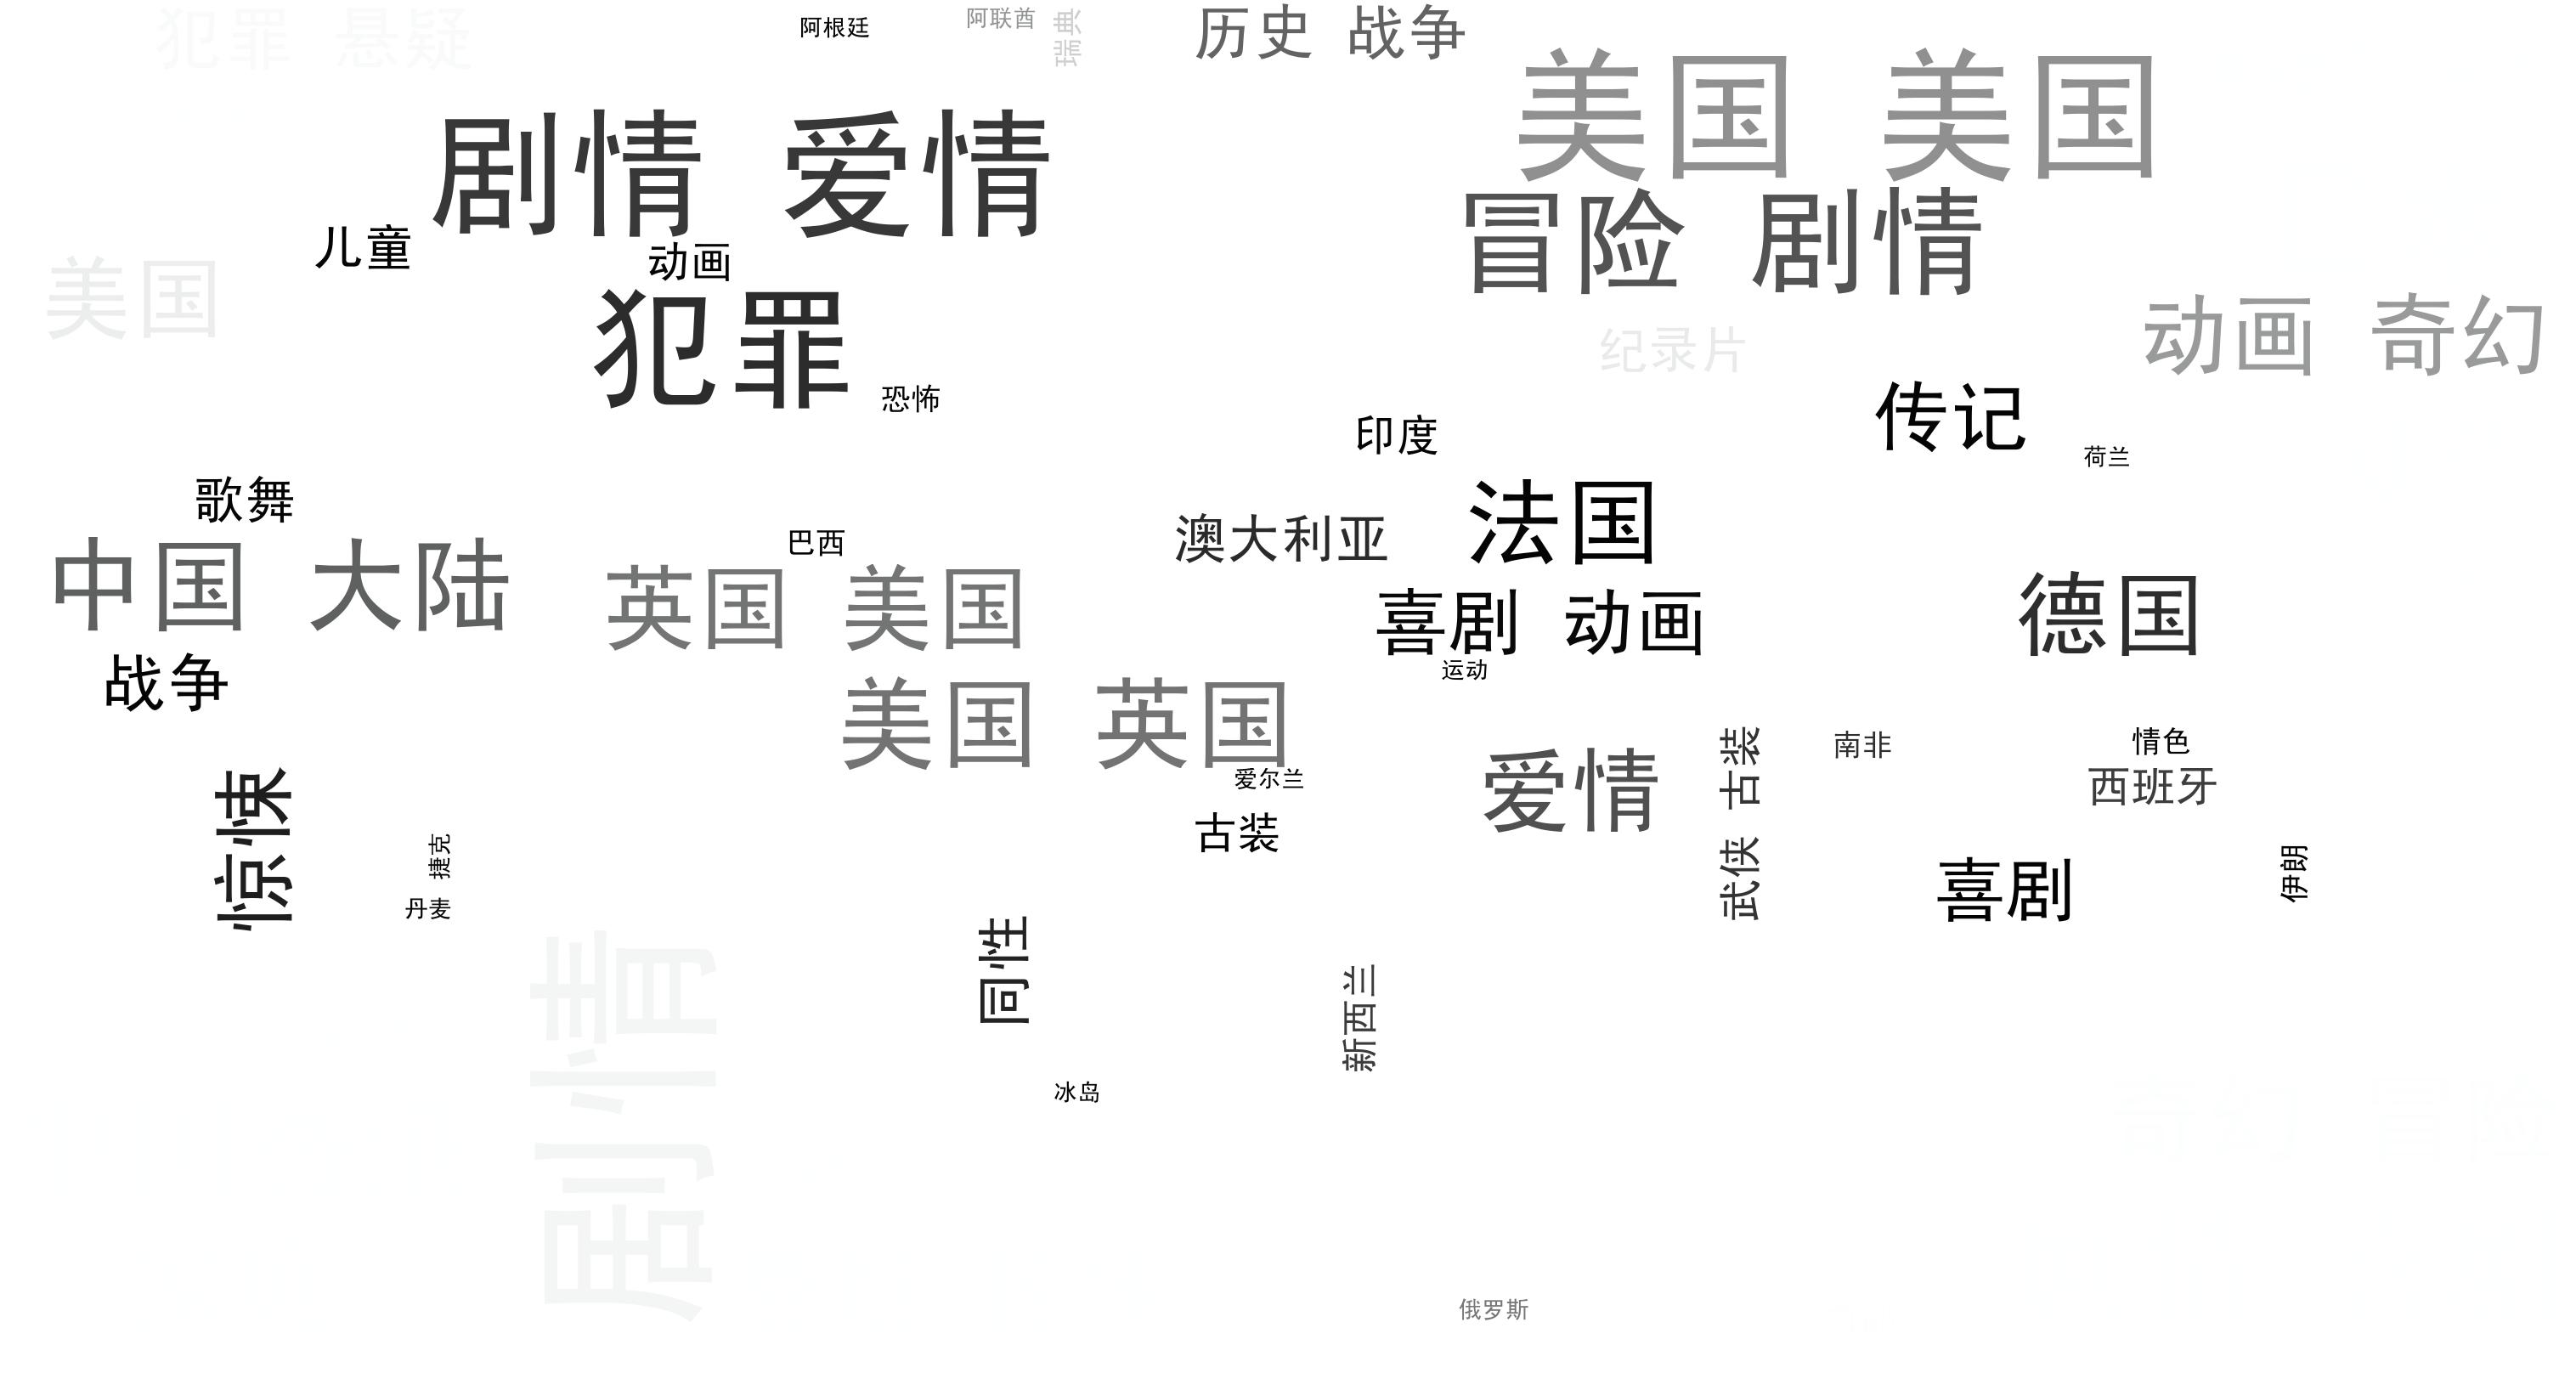 犯罪 悬疑
阿根廷
阿联酋
瑞典
历史 战争
美国 美国
剧情 爱情
冒险 剧情
儿童
动画
美国
犯罪
动画 奇幻
纪录片
恐怖
传记
印度
荷兰
歌舞
法国
澳大利亚
巴西
中国 大陆
英国 美国
喜剧 动画
德国
运动
战争
美国 英国
爱尔兰
爱情
武侠 古装
南非
情色
西班牙
惊悚
古装
捷克
丹麦
喜剧
伊朗
同性
新西兰
剧情
冰岛
俄罗斯